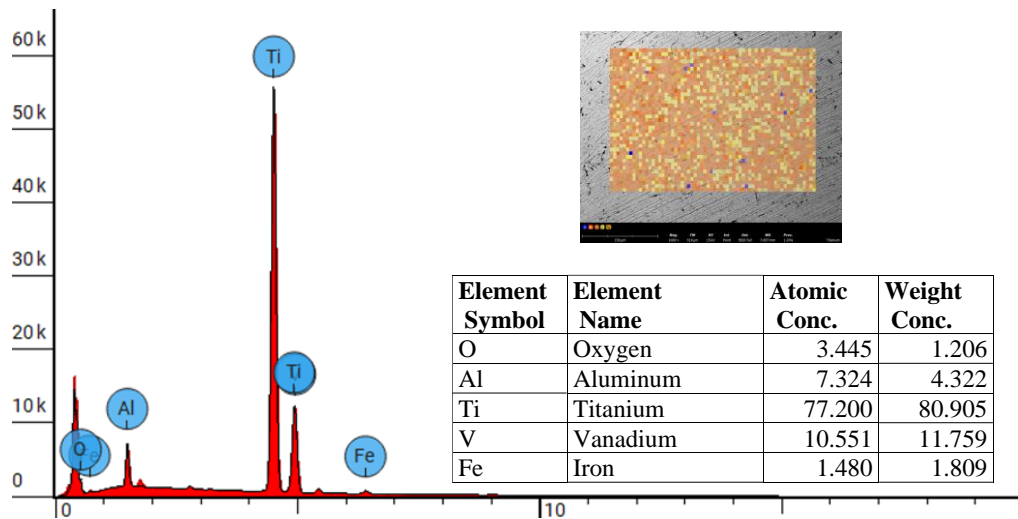 60 k
50 k
40 k
30 k
20 k
10 k
0
Ti
Ti
Al
O
Fe
Fe
0
10
Element Symbol Element Name Atomic Conc. Weight Conc.
O Oxygen 3.445 1.206
Al Aluminum 7.324 4.322
Ti Titanium 77.200 80.905
V Vanadium 10.551 11.759
Fe Iron 1.480 1.809